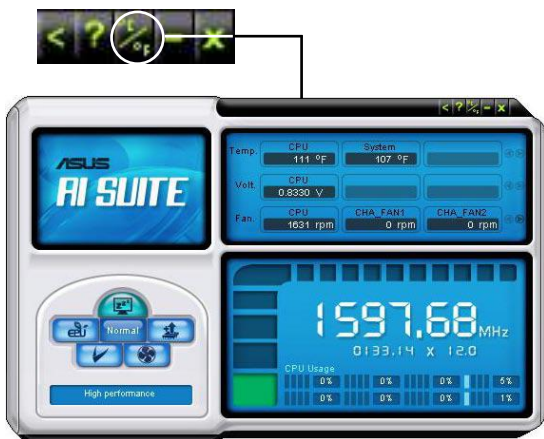 < ? °C/°F - x
< ? °C/°F - x
Temp. CPU System
111 °F 107 °F
Volt. CPU
0.8330 V
Fan. CPU CHA_FAN1 CHA_FAN2
1631 rpm 0 rpm 0 rpm
ASUS
AI SUITE
1597.68 MHz
0133.14 X 12.0
CPU Usage
0% 0% 0% 5%
0% 0% 0% 1%
Normal
High performance